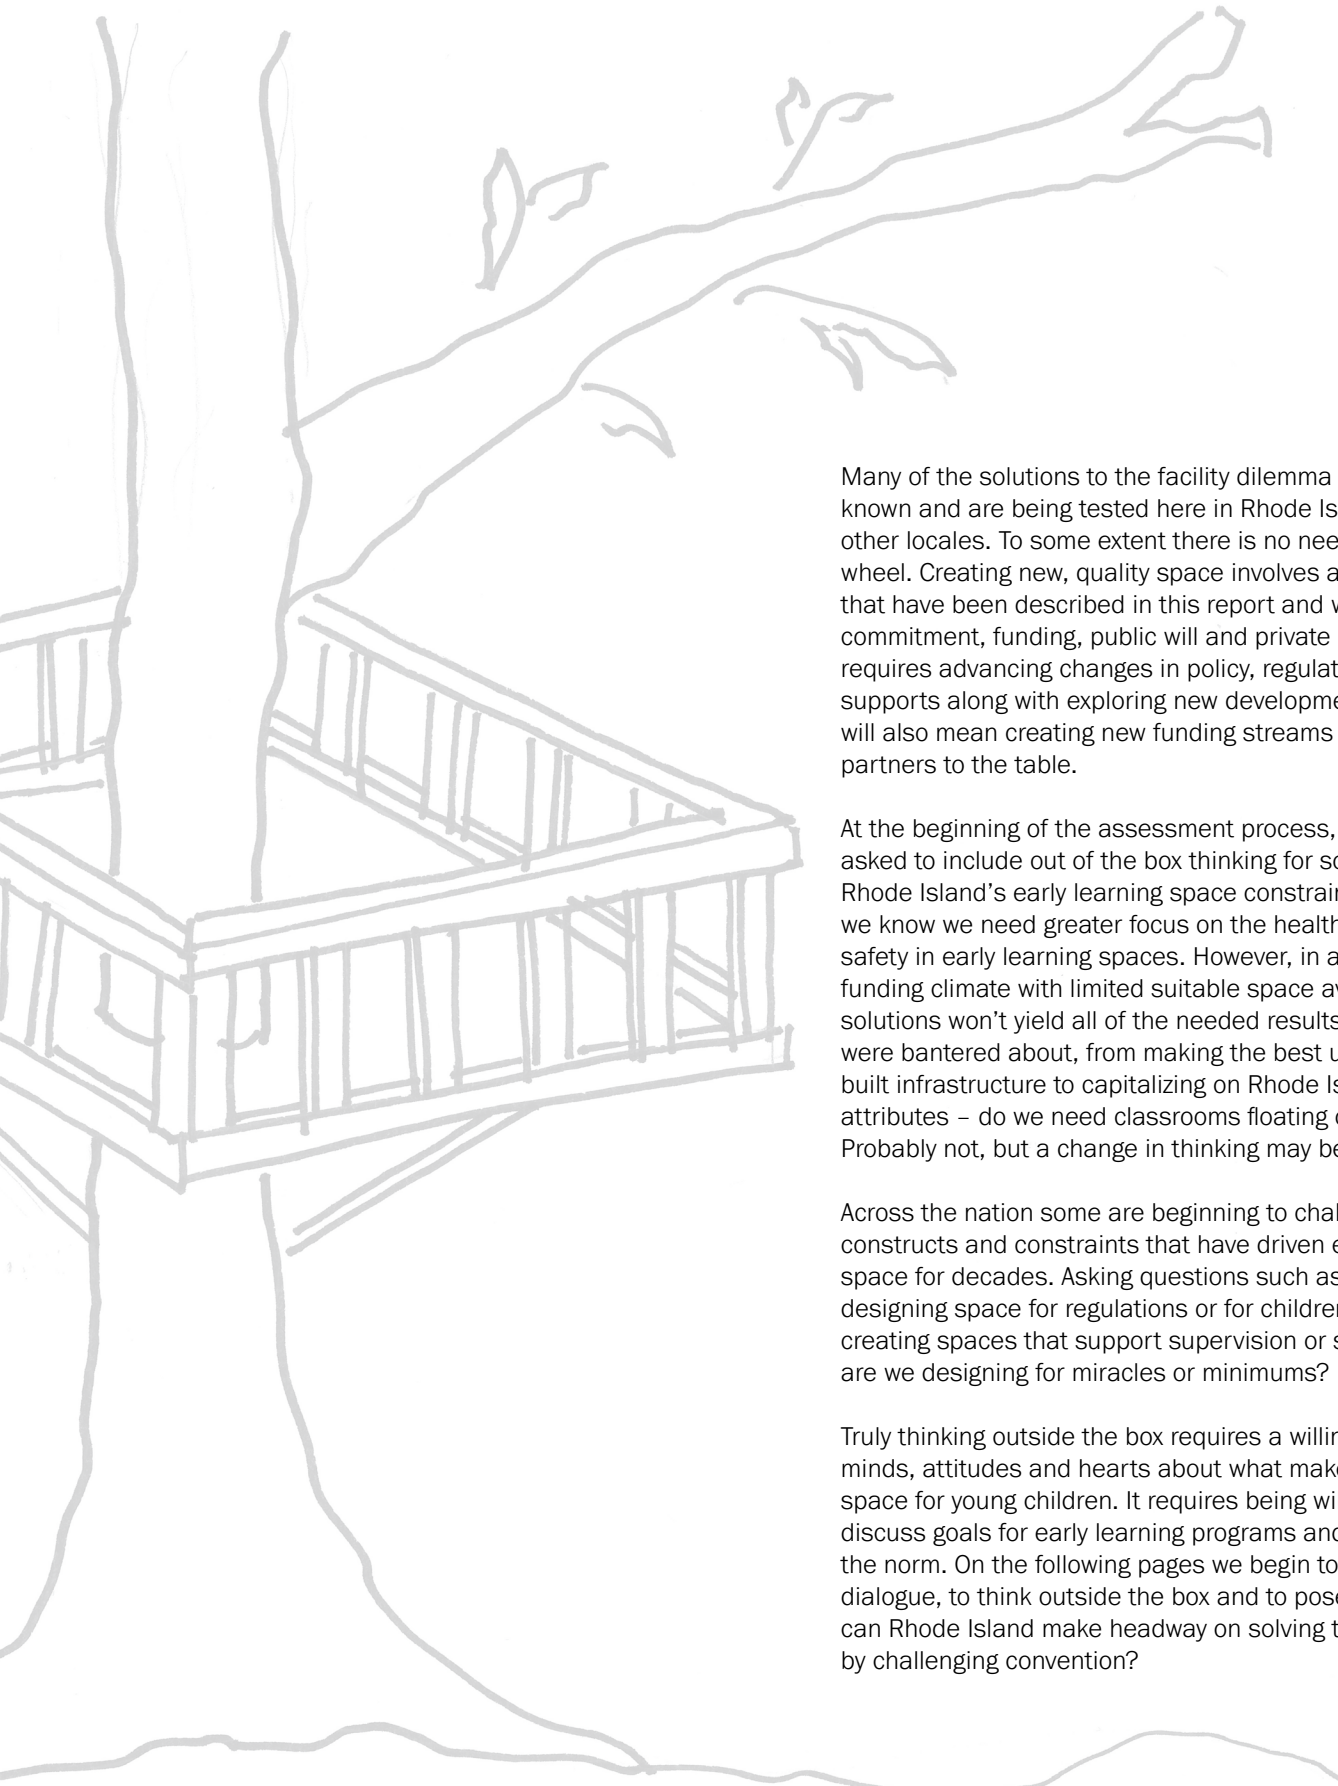 Many of the solutions to the facility dilemma
known and are being tested here in Rhode Is
other locales. To some extent there is no nee
wheel. Creating new, quality space involves a
that have been described in this report and
commitment, funding, public will and private
requires advancing changes in policy, regulat
supports along with exploring new developme
will also mean creating new funding streams
partners to the table.
At the beginning of the assessment process,
asked to include out of the box thinking for so
Rhode Island’s early learning space constrain
we know we need greater focus on the health
safety in early learning spaces. However, in a
funding climate with limited suitable space av
solutions won’t yield all of the needed results
were bantered about, from making the best u
built infrastructure to capitalizing on Rhode Is
attributes – do we need classrooms floating
Probably not, but a change in thinking may be
Across the nation some are beginning to chal
constructs and constraints that have driven e
space for decades. Asking questions such as
designing space for regulations or for children
creating spaces that support supervision or s
are we designing for miracles or minimums?
Truly thinking outside the box requires a willin
minds, attitudes and hearts about what make
space for young children. It requires being wi
discuss goals for early learning programs and
the norm. On the following pages we begin to
dialogue, to think outside the box and to pose
can Rhode Island make headway on solving t
by challenging convention?